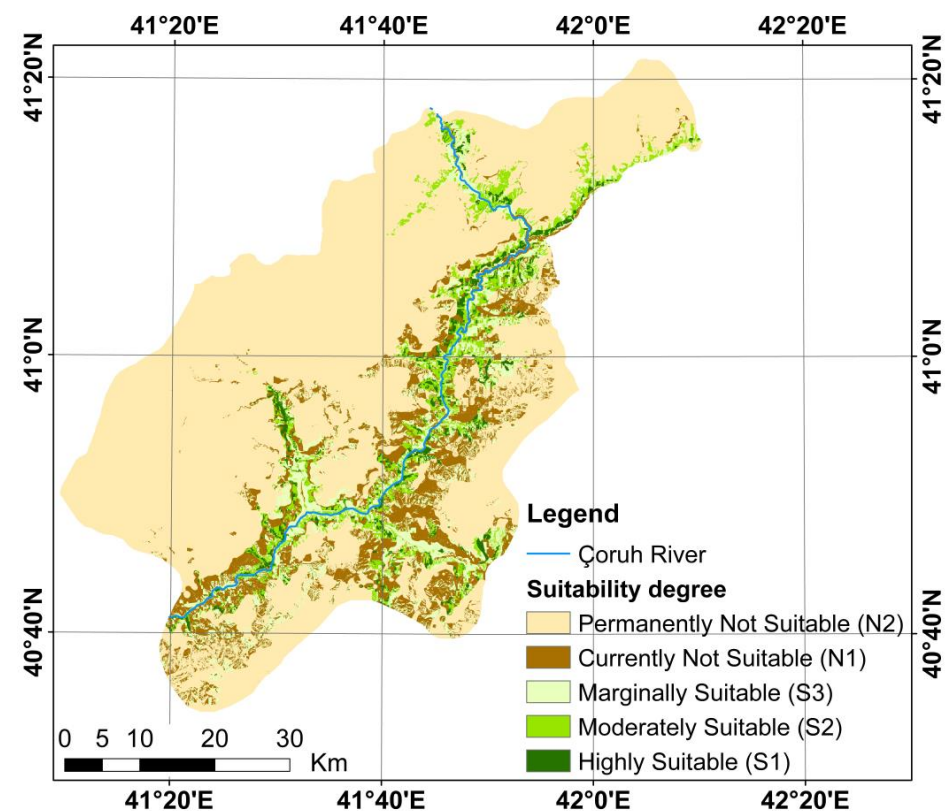 41°20'E 41°40'E 42°0'E 42°20'E
41°20'N 41°20'N
41°0'N 41°0'N
40°40'N 40°40'N
Legend
Çoruh River
Suitability degree
Permanently Not Suitable (N2)
Currently Not Suitable (N1)
Marginally Suitable (S3)
Moderately Suitable (S2)
Highly Suitable (S1)
0 5 10 20 30
Km
41°20'E 41°40'E 42°0'E 42°20'E